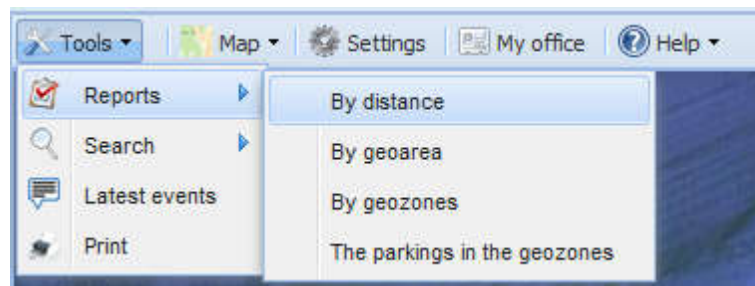 Tools Map Settings My office Help
Reports By distance
Search By geoarea
Latest events By geozones
Print The parkings in the geozones